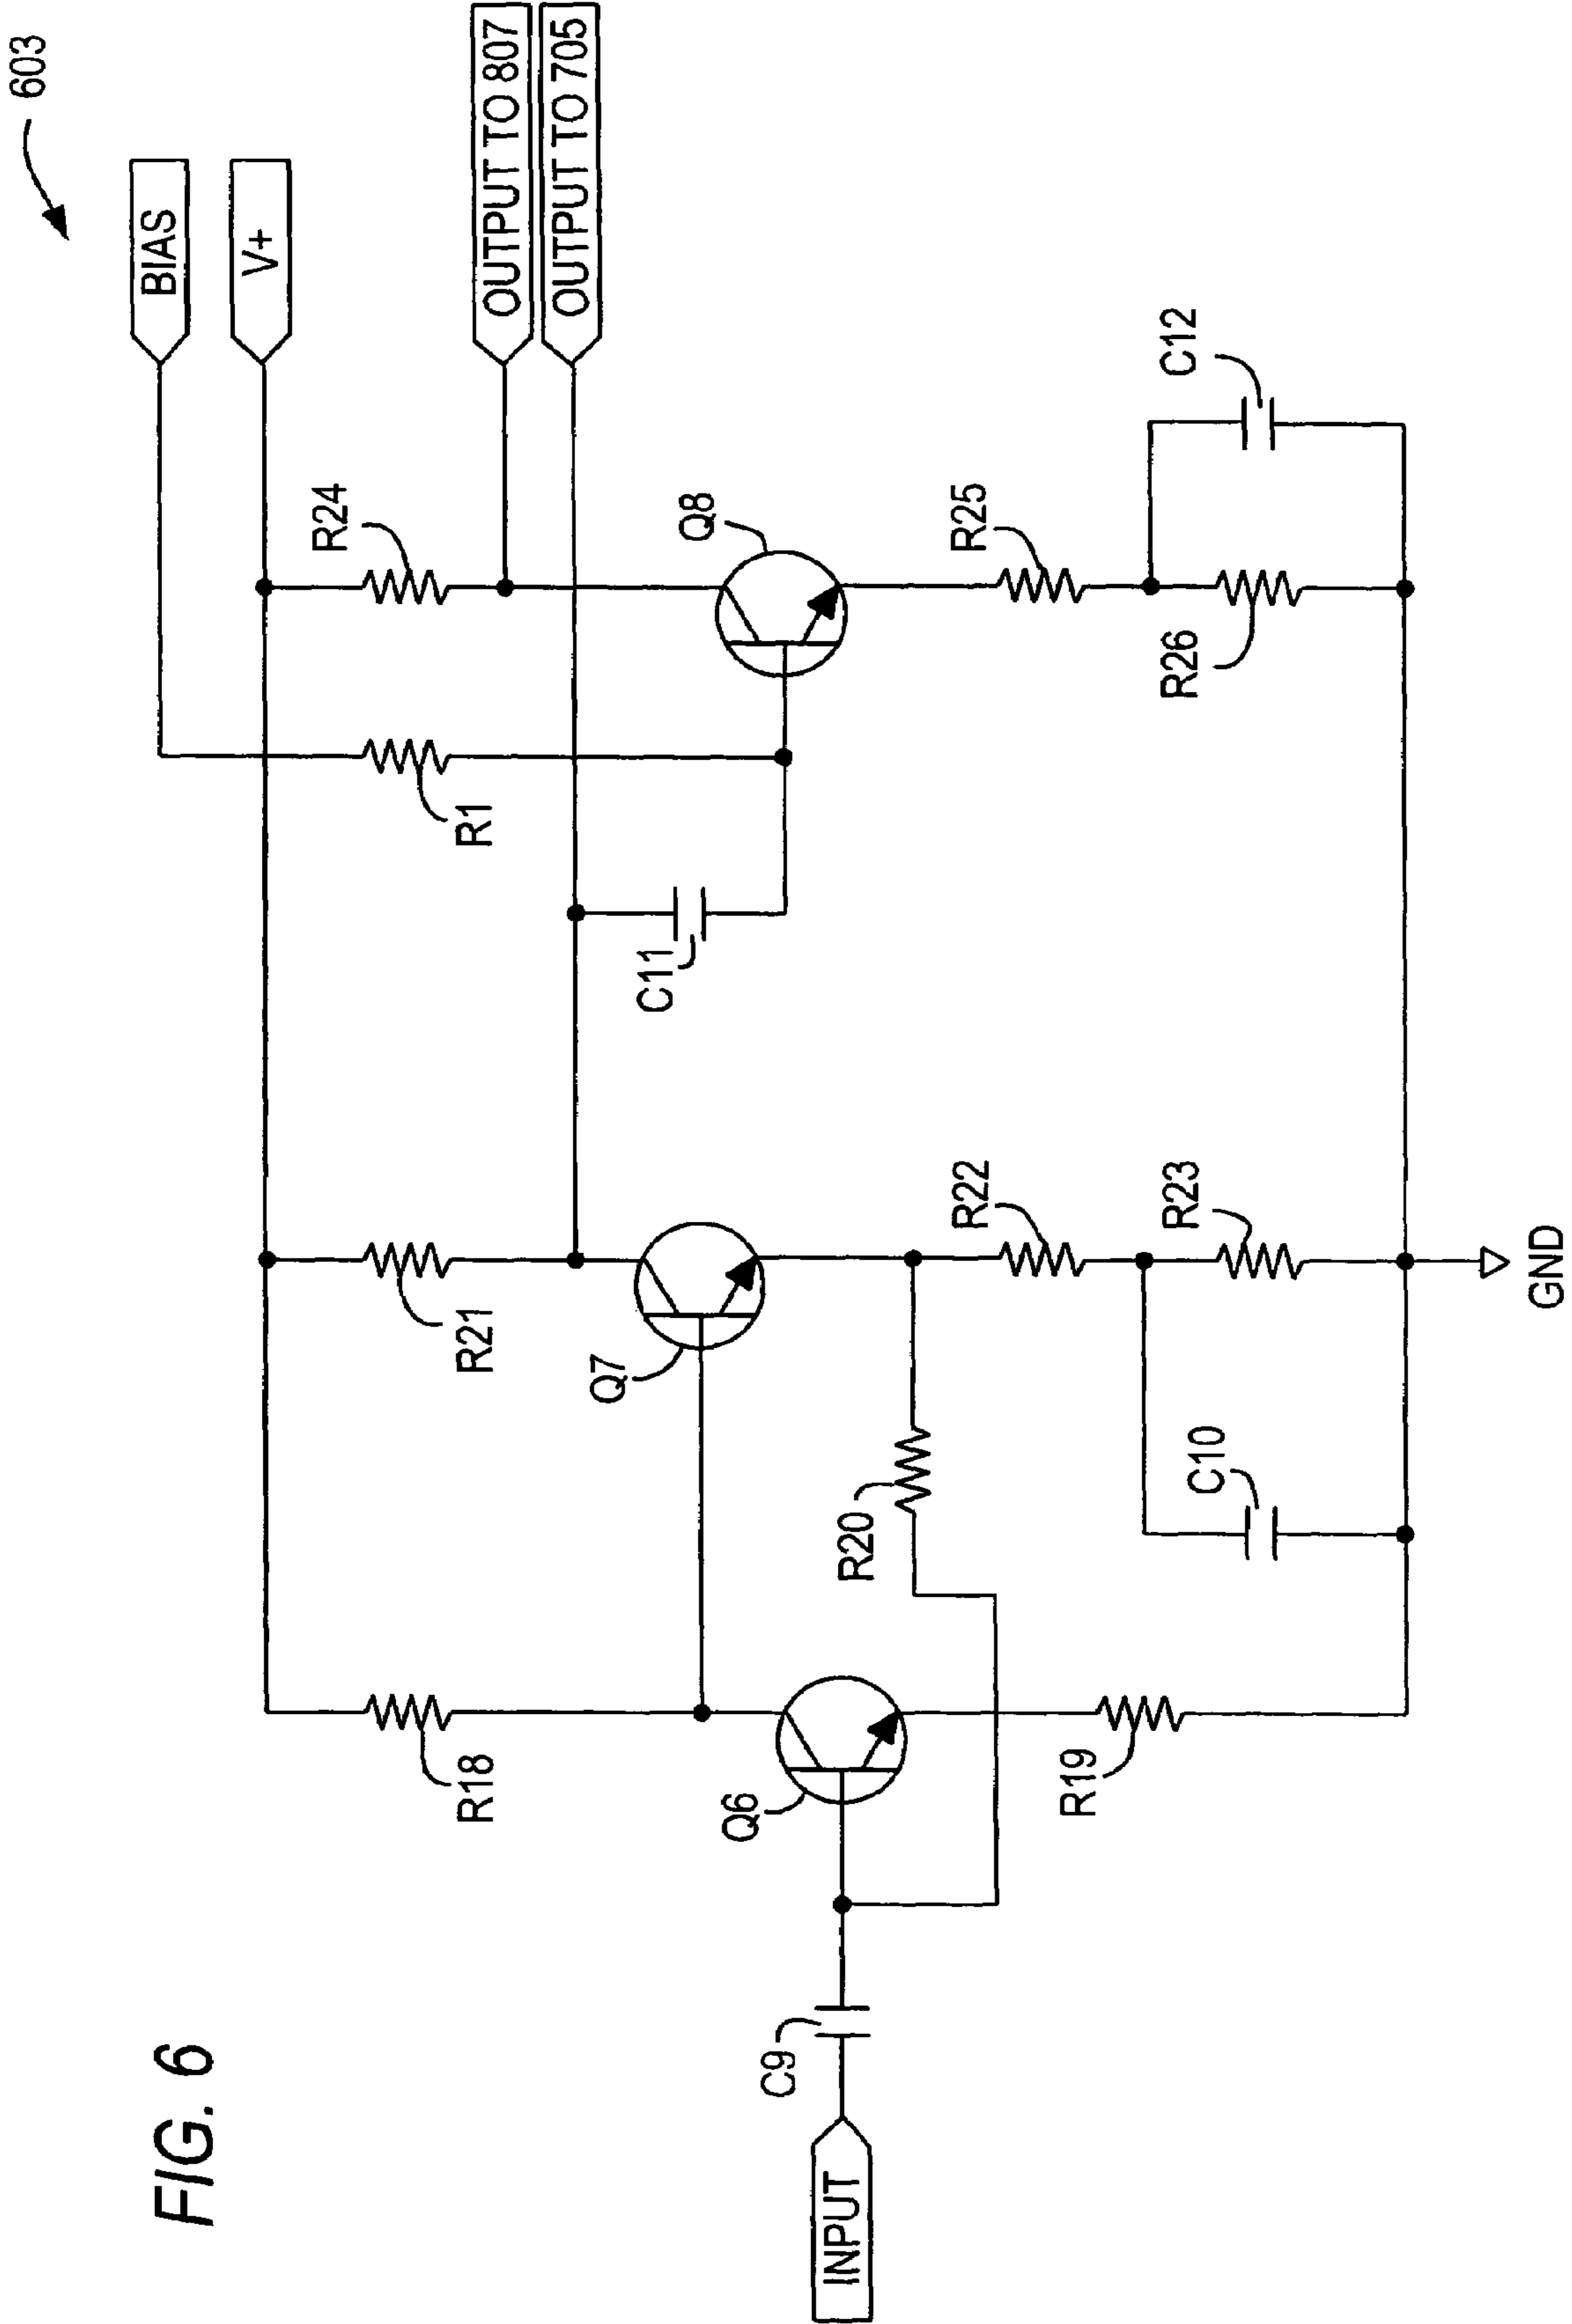 FIG. 6
603
BIAS
V+
OUTPUT TO 807
OUTPUT TO 705
R18
R21
R1
R24
Q7
C11
Q8
Q6
C9
INPUT
R20
R22
R25
R19
C10
R23
R26
C12
GND